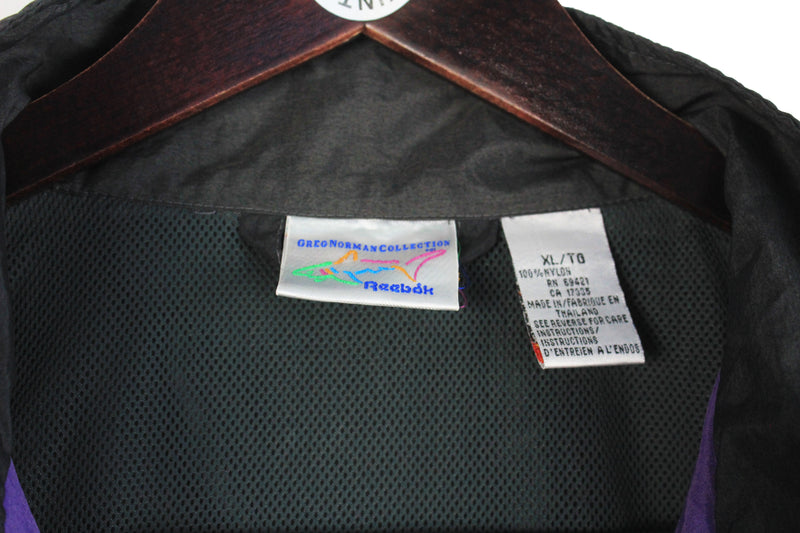 GREG NORMAN COLLECTION
Reebok
XL/TG
100% NYLON
RN 69421
CA 17335
MADE IN/FABRIQUE EN
THAILAND
SEE REVERSE FOR CARE
INSTRUCTIONS/
INSTRUCTIONS
D'ENTREIEN A L'ENDOS